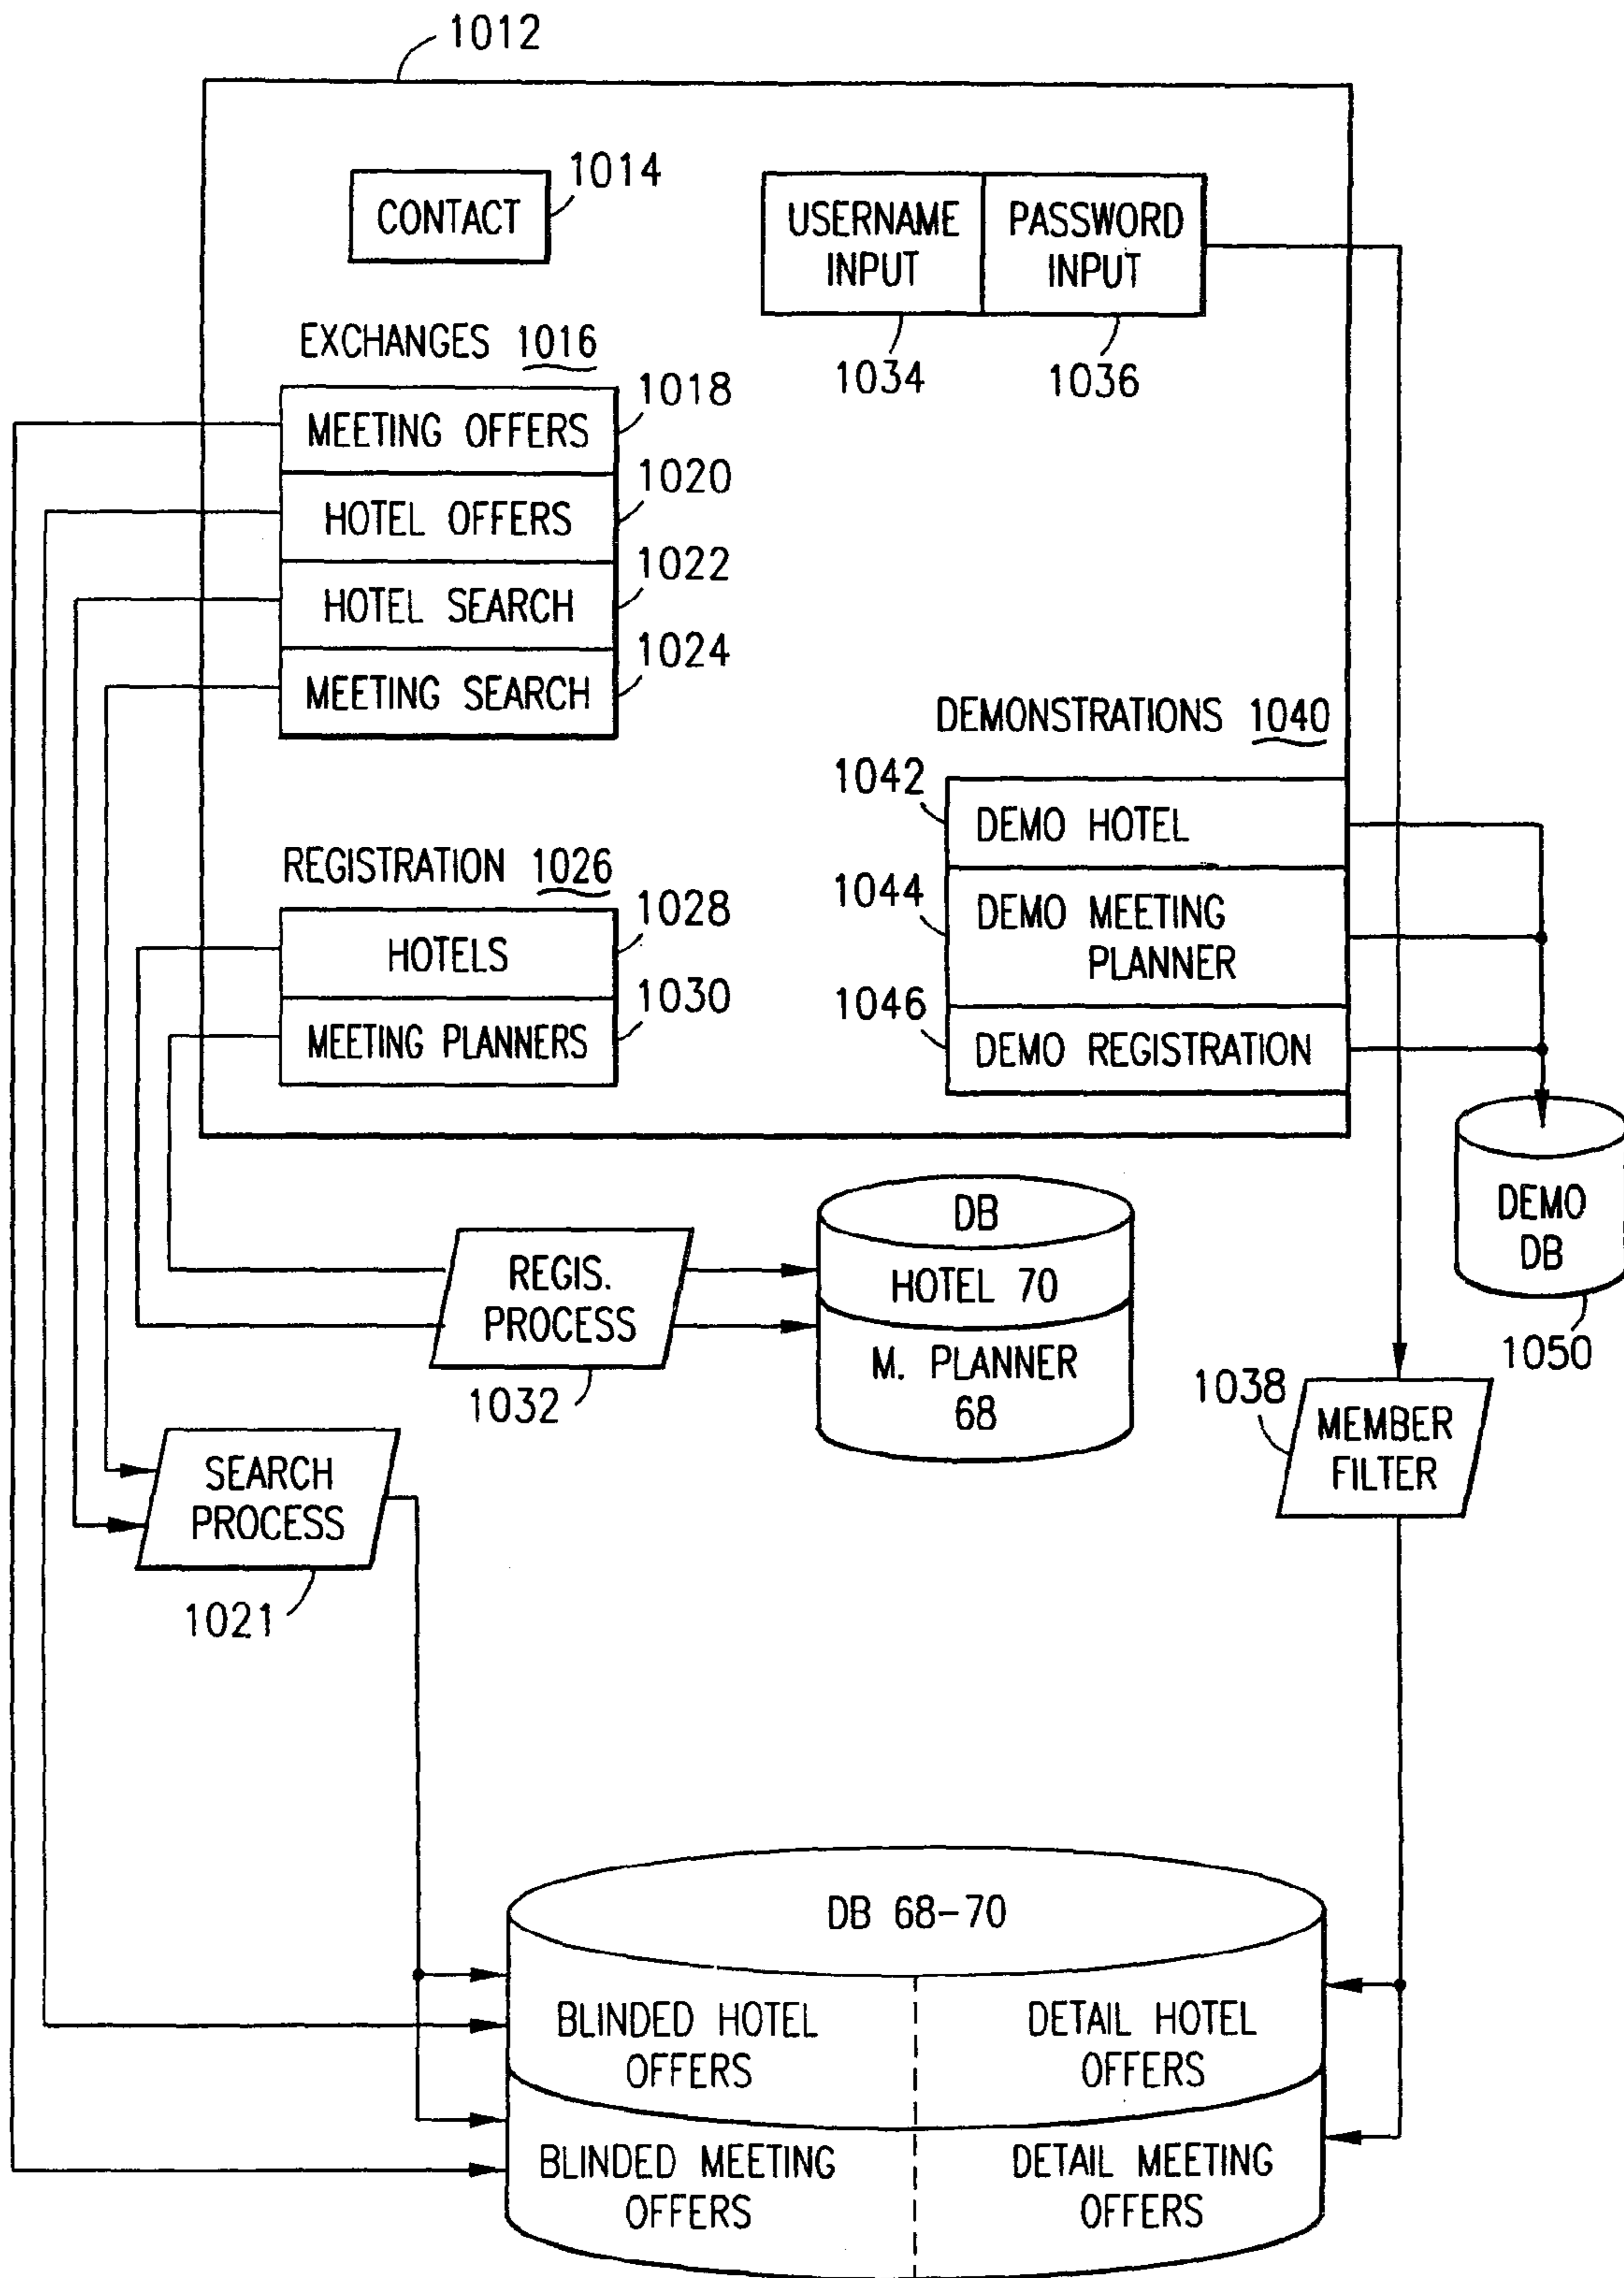 1012
CONTACT
1014
USERNAME
INPUT
PASSWORD
INPUT
1034
1036
EXCHANGES 1016
MEETING OFFERS
1018
HOTEL OFFERS
1020
HOTEL SEARCH
1022
MEETING SEARCH
1024
DEMONSTRATIONS 1040
1042
DEMO HOTEL
1044
DEMO MEETING
PLANNER
1046
DEMO REGISTRATION
REGISTRATION 1026
HOTELS
1028
MEETING PLANNERS
1030
DEMO
DB
1050
REGIS.
PROCESS
1032
DB
HOTEL 70
M. PLANNER
68
1038
MEMBER
FILTER
SEARCH
PROCESS
1021
DB 68-70
BLINDED HOTEL
OFFERS
DETAIL HOTEL
OFFERS
BLINDED MEETING
OFFERS
DETAIL MEETING
OFFERS